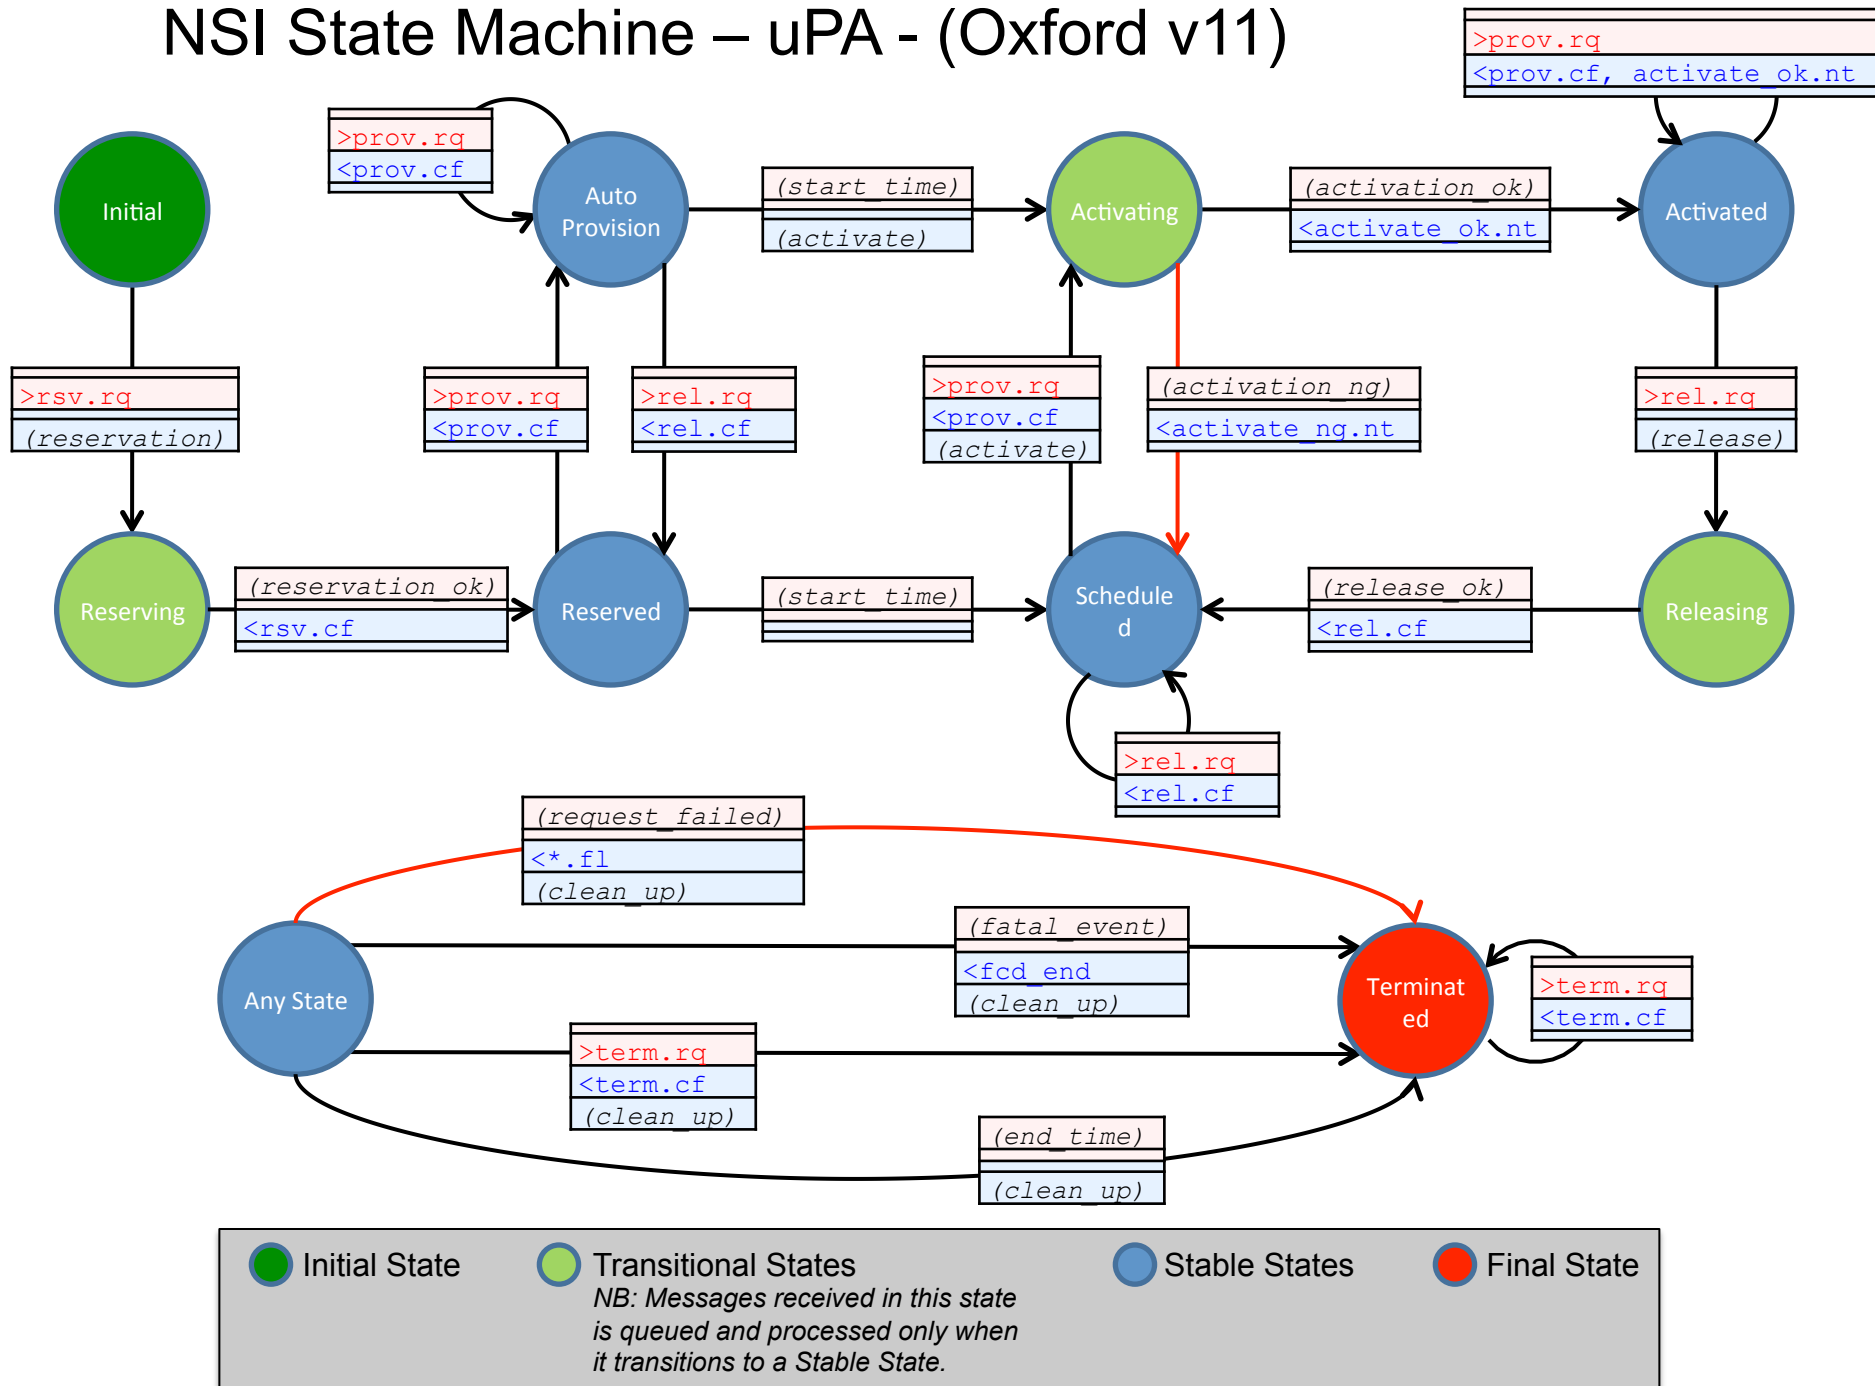 NSI State Machine – uPA - (Oxford v11)
>prov.rq
<prov.cf, activate_ok.nt
>prov.rq
<prov.cf
Initial
Auto
Provision
(start_time)
(activate)
Activating
(activation_ok)
<activate_ok.nt
Activated
>rsv.rq
(reservation)
>prov.rq
<prov.cf
>rel.rq
<rel.cf
>prov.rq
<prov.cf
(activate)
(activation_ng)
<activate_ng.nt
>rel.rq
(release)
Reserving
(reservation_ok)
<rsv.cf
Reserved
(start_time)
Schedule
d
(release_ok)
<rel.cf
Releasing
>rel.rq
<rel.cf
(request_failed)
<*.fl
(clean_up)
(fatal_event)
<fcd_end
(clean_up)
Any State
Terminat
ed
>term.rq
<term.cf
>term.rq
<term.cf
(clean_up)
(end_time)
(clean_up)
Initial State
Transitional States
NB: Messages received in this state
is queued and processed only when
it transitions to a Stable State.
Stable States
Final State